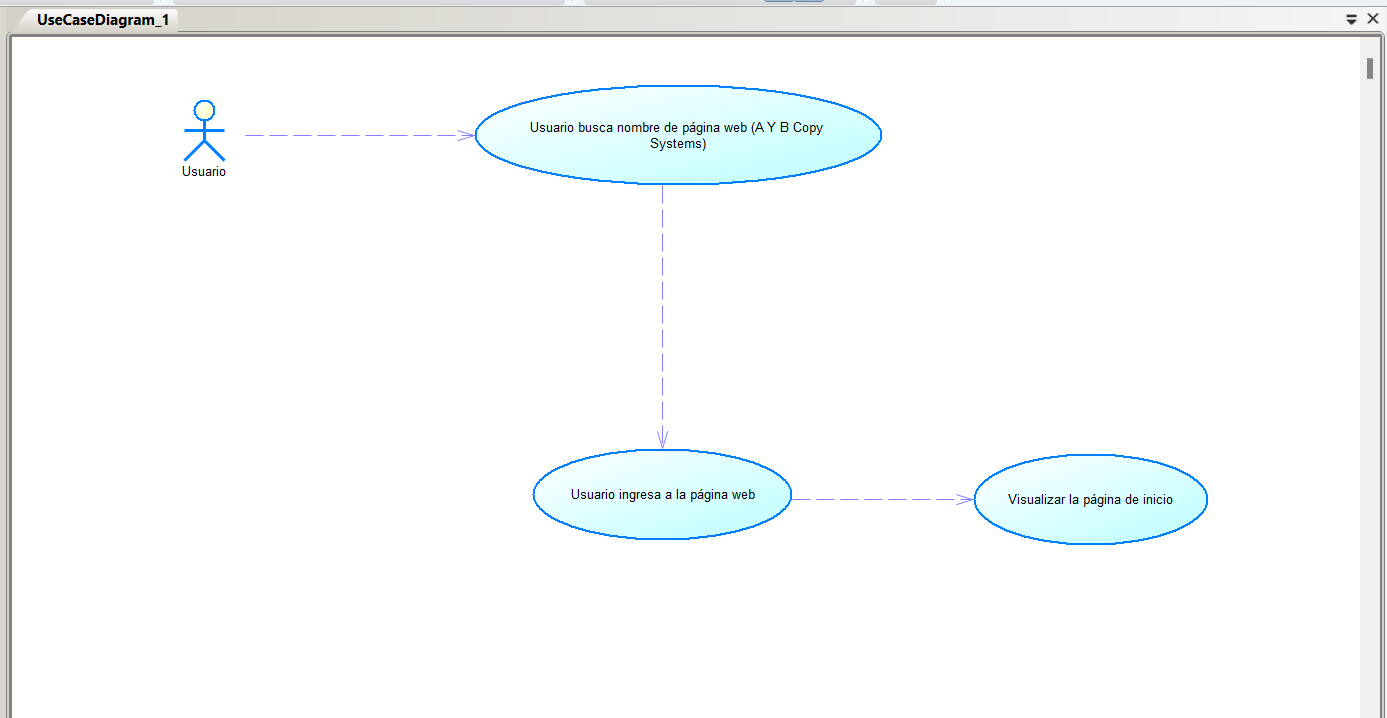 UseCaseDiagram_1
Usuario busca nombre de página web (A Y B Copy
Systems)
Usuario
Usuario ingresa a la página web
Visualizar la página de inicio